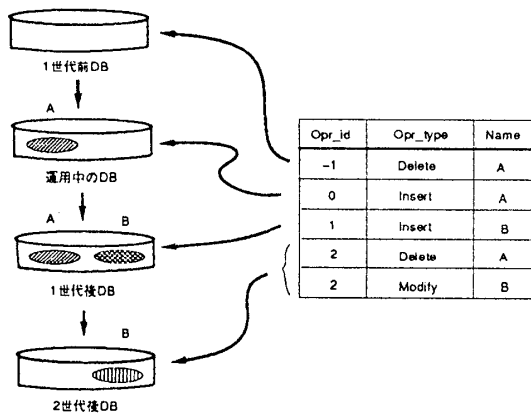 1世代前DB
A
運用中のDB
A B
1世代後DB
B
2世代後DB
Opr_id Opr_type Name
-1 Delete A
0 Insert A
1 Insert B
2 Delete A
2 Modify B